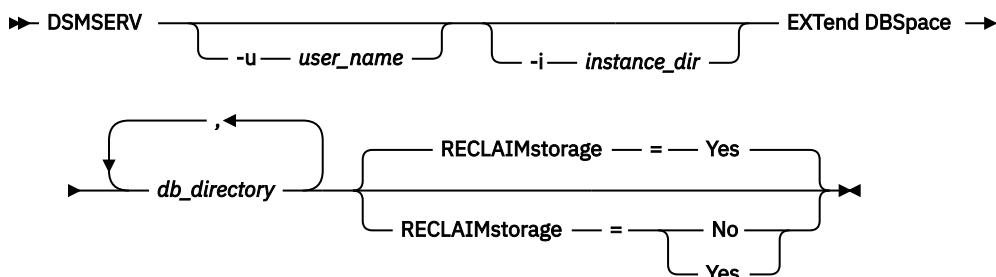 DSMSERV -u user_name -i instance_dir EXTend DBSpace
,
db_directory RECLAIMstorage = Yes
RECLAIMstorage = No
Yes